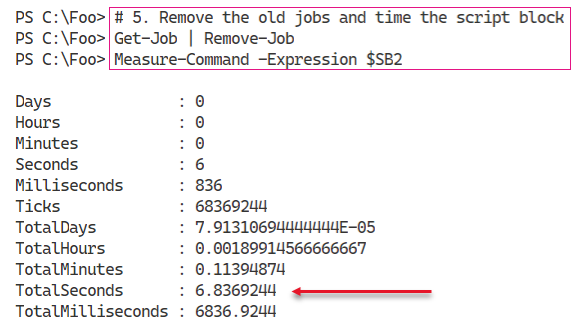 PS C:\Foo> # 5. Remove the old jobs and time the script block
PS C:\Foo> Get-Job | Remove-Job
PS C:\Foo> Measure-Command -Expression $SB2
Days : 0
Hours : 0
Minutes : 0
Seconds : 6
Milliseconds : 836
Ticks : 68369244
TotalDays : 7.91310694444444E-05
TotalHours : 0.00189914566666667
TotalMinutes : 0.11394874
TotalSeconds : 6.8369244
TotalMilliseconds : 6836.9244